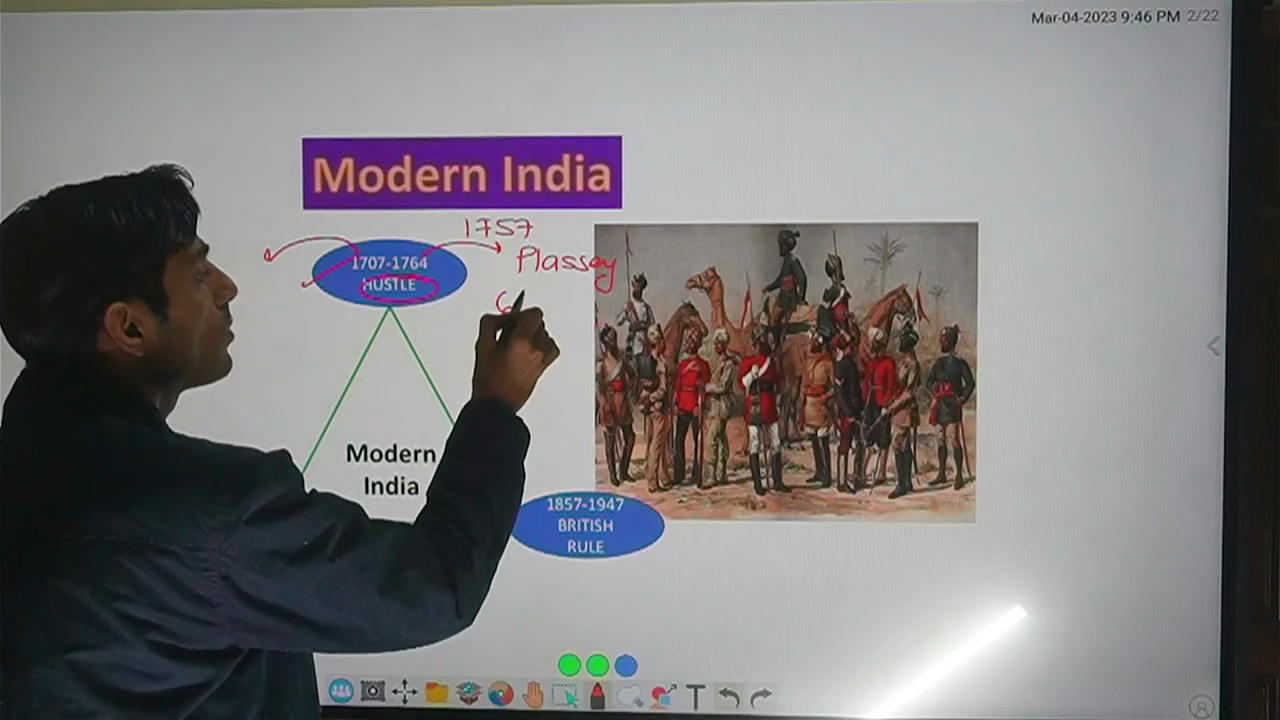 Mar-04-2023 9:46 PM 2/22
Modern India
1757
Plassey
1707-1764
HUSTLE
Modern
India
1857-1947
BRITISH
RULE
T